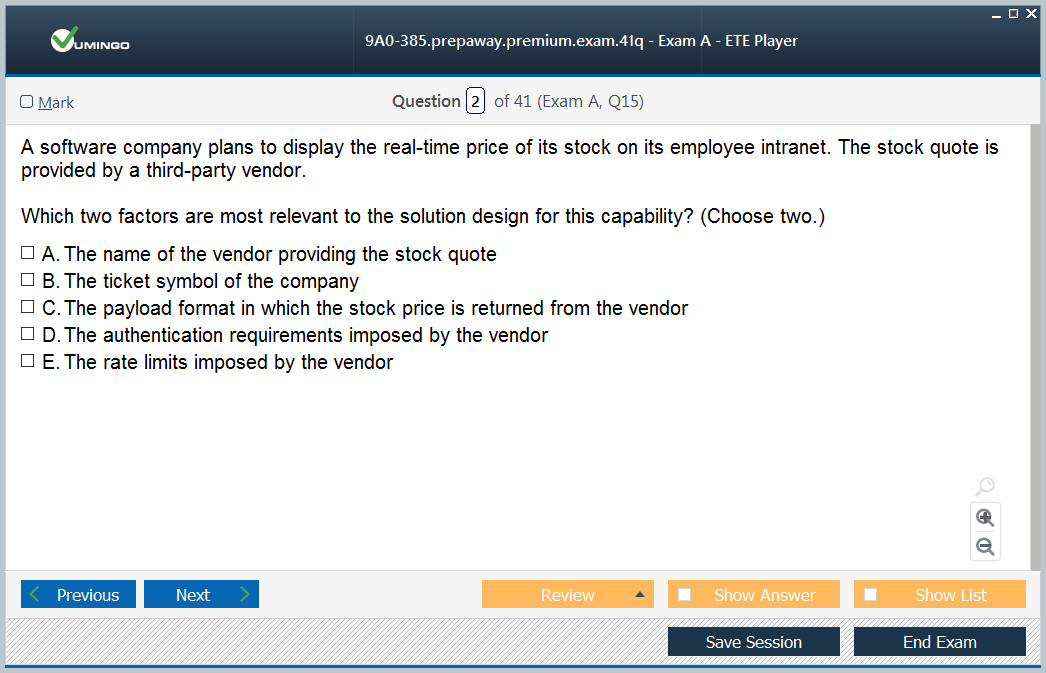 VUMINGO
9A0-385.prepaway.premium.exam.41q - Exam A - ETE Player
Mark
Question 2 of 41 (Exam A, Q15)
A software company plans to display the real-time price of its stock on its employee intranet. The stock quote is
provided by a third-party vendor.
Which two factors are most relevant to the solution design for this capability? (Choose two.)
A. The name of the vendor providing the stock quote
B. The ticket symbol of the company
C. The payload format in which the stock price is returned from the vendor
D. The authentication requirements imposed by the vendor
E. The rate limits imposed by the vendor
Previous
Next
Review
Show Answer
Show List
Save Session
End Exam